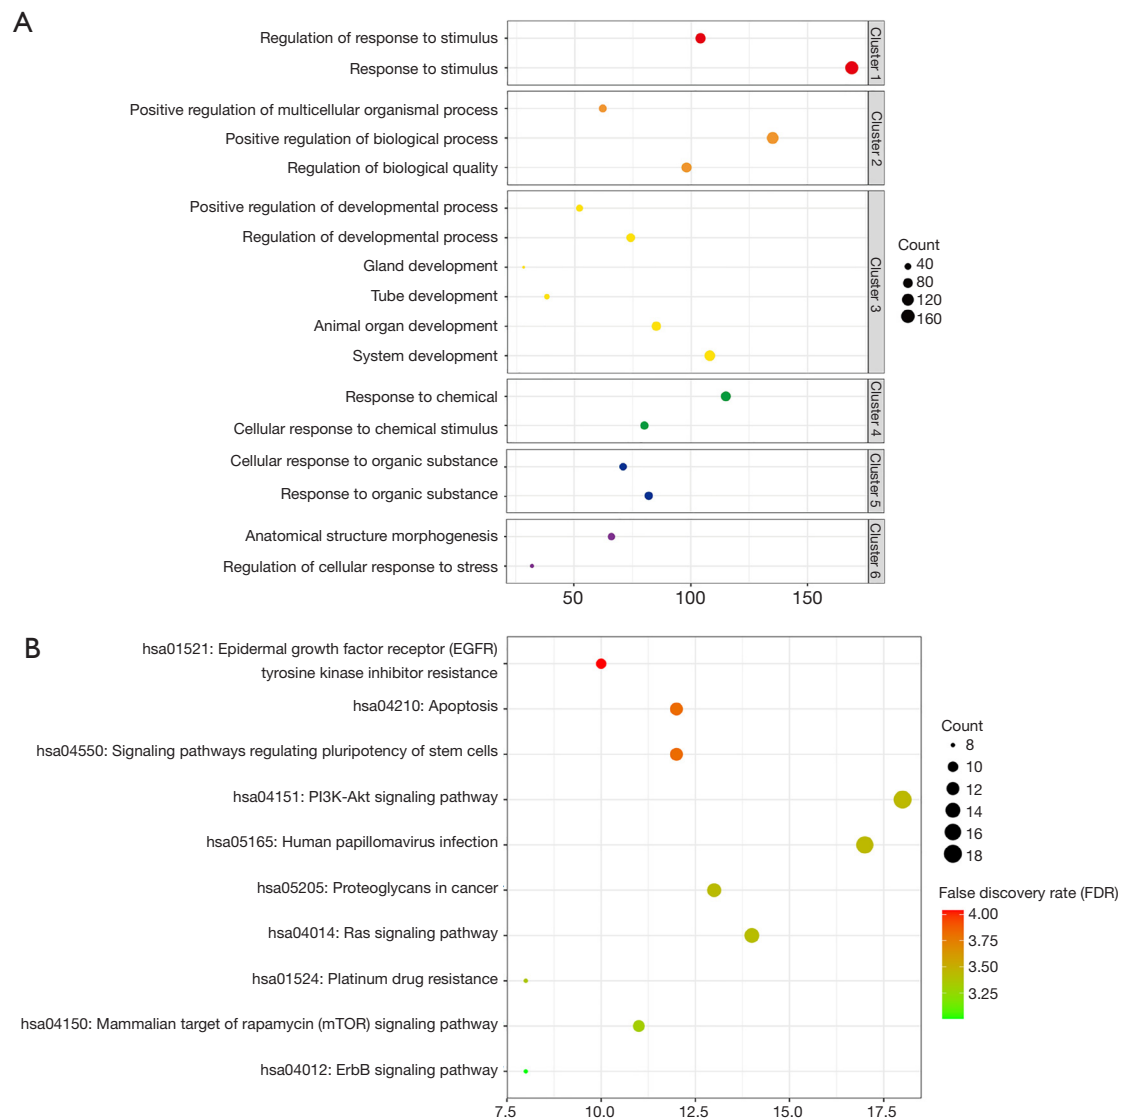 A
Regulation of response to stimulus
Response to stimulus
Cluster 1
Positive regulation of multicellular organismal process
Positive regulation of biological process
Regulation of biological quality
Cluster 2
Positive regulation of developmental process
Regulation of developmental process
Gland development
Tube development
Animal organ development
System development
Cluster 3
Response to chemical
Cellular response to chemical stimulus
Cluster 4
Cellular response to organic substance
Response to organic substance
Cluster 5
Anatomical structure morphogenesis
Regulation of cellular response to stress
Cluster 6
50 100 150
Count
40
80
120
160
B
hsa01521: Epidermal growth factor receptor (EGFR)
tyrosine kinase inhibitor resistance
hsa04210: Apoptosis
hsa04550: Signaling pathways regulating pluripotency of stem cells
hsa04151: PI3K-Akt signaling pathway
hsa05165: Human papillomavirus infection
hsa05205: Proteoglycans in cancer
hsa04014: Ras signaling pathway
hsa01524: Platinum drug resistance
hsa04150: Mammalian target of rapamycin (mTOR) signaling pathway
hsa04012: ErbB signaling pathway
7.5 10.0 12.5 15.0 17.5
Count
8
10
12
14
16
18
False discovery rate (FDR)
4.00
3.75
3.50
3.25